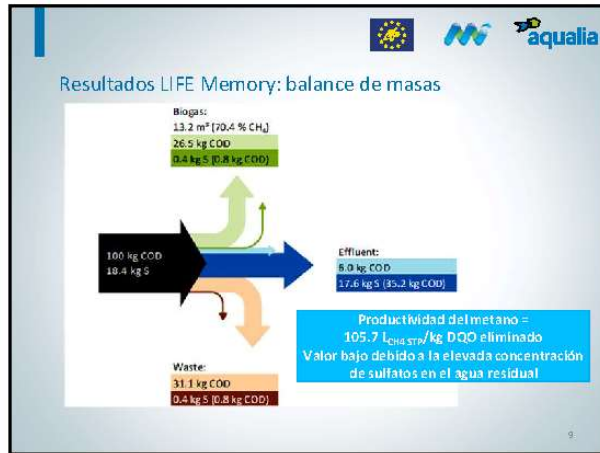 aqualia
Resultados LIFE Memory: balance de masas
Biogas:
13.2 m³ (70.4 % CH₄)
26.5 kg COD
0.4 kg S (0.8 kg COD)
100 kg COD
18.4 kg S
Effluent:
6.0 kg COD
17.6 kg S (35.2 kg COD)
Productividad del metano =
105.7 L CH4 STP/kg DQO eliminado
Valor bajo debido a la elevada concentración
de sulfatos en el agua residual
Waste:
31.1 kg COD
0.4 kg S (0.8 kg COD)
9